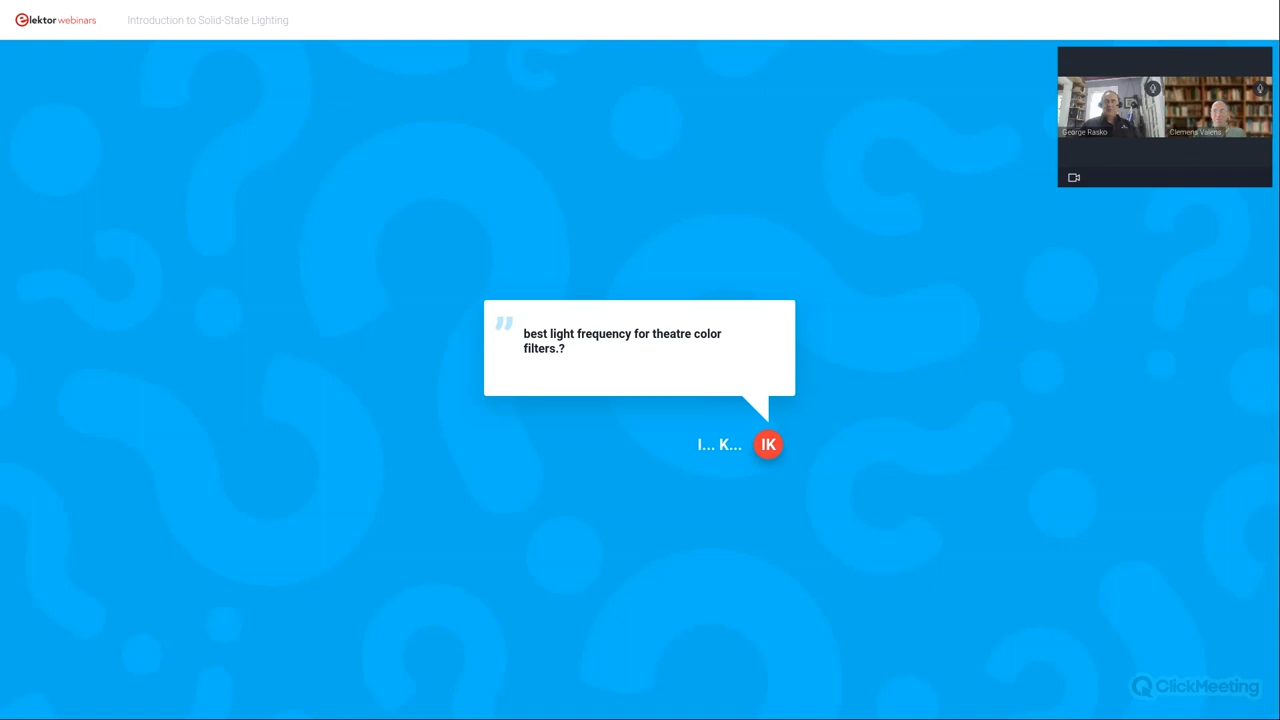 elektor webinars
Introduction to Solid-State Lighting
George Rasko
Clemens Valens
best light frequency for theatre color
filters.?
I... K...
IK
ClickMeeting